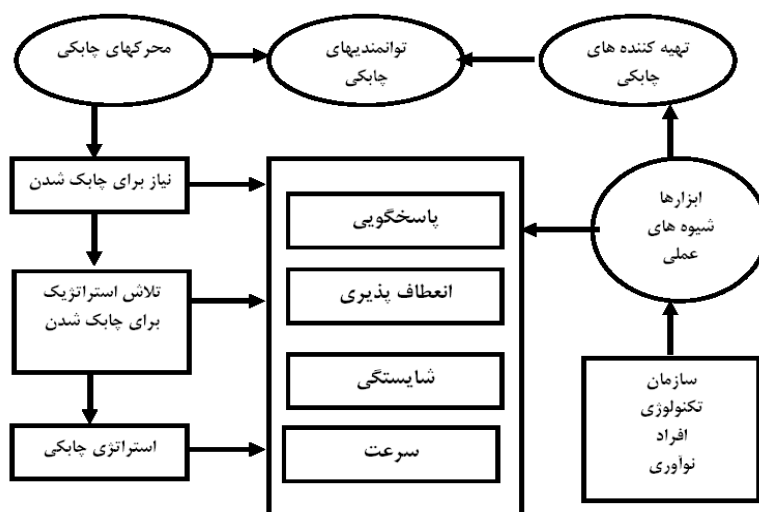 محرکهای چابکی
توانمندیهای
چابکی
تهیه کننده های
چابکی
نیاز برای چابک شدن
پاسخگویی
ابزارها
شیوه های
عملی
تلاش استراتژیک
برای چابک شدن
انعطاف پذیری
شایستگی
سازمان
تکنولوژی
افراد
نوآوری
استراتژی چابکی
سرعت